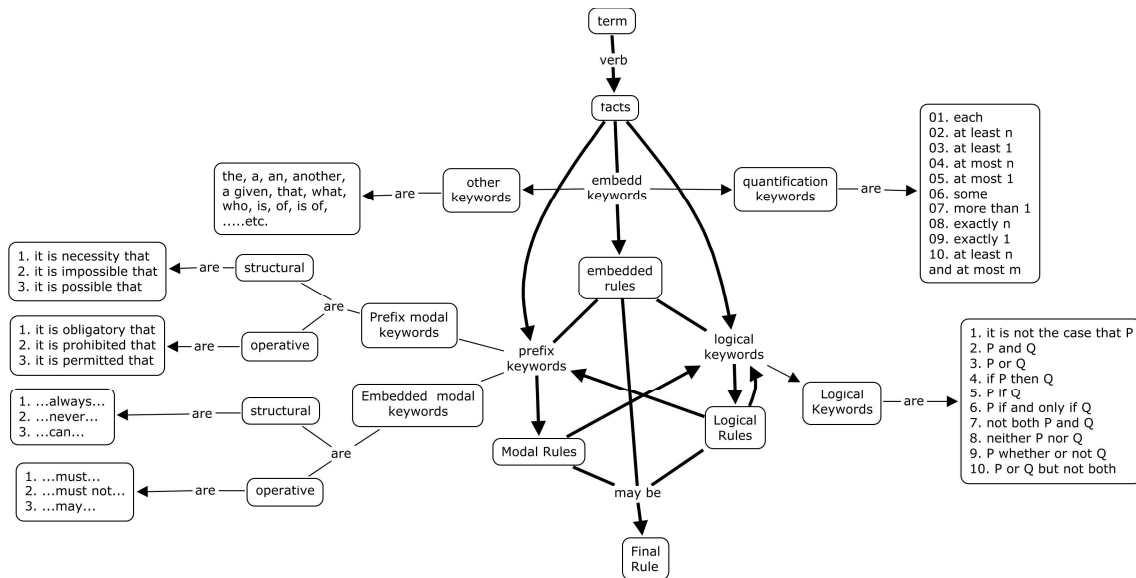 term
verb
facts
01. each
02. at least n
03. at least 1
04. at most n
05. at most 1
06. some
07. more than 1
08. exactly n
09. exactly 1
10. at least n
and at most m
the, a, an, another,
a given, that, what,
who, is, of, is of,
.....etc.
are
other
keywords
embedd
keywords
quantification
keywords
are
1. it is necessity that
2. it is impossible that
3. it is possible that
are
structural
embedded
rules
are
Prefix modal
keywords
1. it is obligatory that
2. it is prohibited that
3. it is permitted that
are
operative
prefix
keywords
logical
keywords
1. it is not the case that P
2. P and Q
3. P or Q
4. if P then Q
5. P if Q
6. P if and only if Q
7. not both P and Q
8. neither P nor Q
9. P whether or not Q
10. P or Q but not both
Logical
Keywords
are
Embedded modal
keywords
1. ...always...
2. ...never...
3. ...can...
are
structural
are
Modal Rules
Logical
Rules
1. ...must...
2. ...must not...
3. ...may...
are
operative
may be
Final
Rule